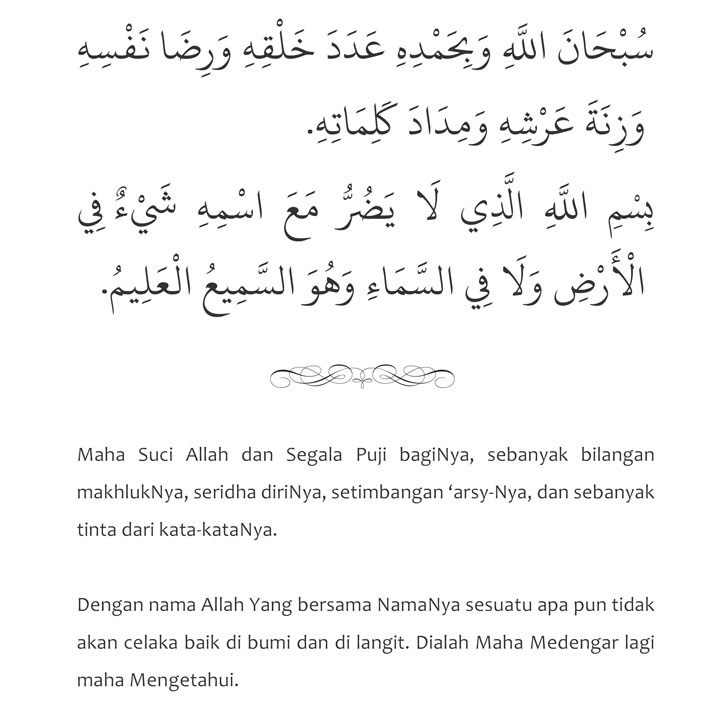 سُبْحَانَ اللَّهِ وَبِحَمْدِهِ عَدَدَ خَلْقِهِ وَرِضَا نَفْسِهِ
وَزِنَةَ عَرْشِهِ وَمِدَادَ كَلِمَاتِهِ.
بِسْمِ اللَّهِ الَّذِي لَا يَضُرُّ مَعَ اسْمِهِ شَيْءٌ فِي
الْأَرْضِ وَلَا فِي السَّمَاءِ وَهُوَ السَّمِيعُ الْعَلِيمُ.
Maha Suci Allah dan Segala Puji bagiNya, sebanyak bilangan
makhlukNya, seridha diriNya, setimbangan ‘arsy-Nya, dan sebanyak
tinta dari kata-kataNya.
Dengan nama Allah Yang bersama NamaNya sesuatu apa pun tidak
akan celaka baik di bumi dan di langit. Dialah Maha Medengar lagi
maha Mengetahui.